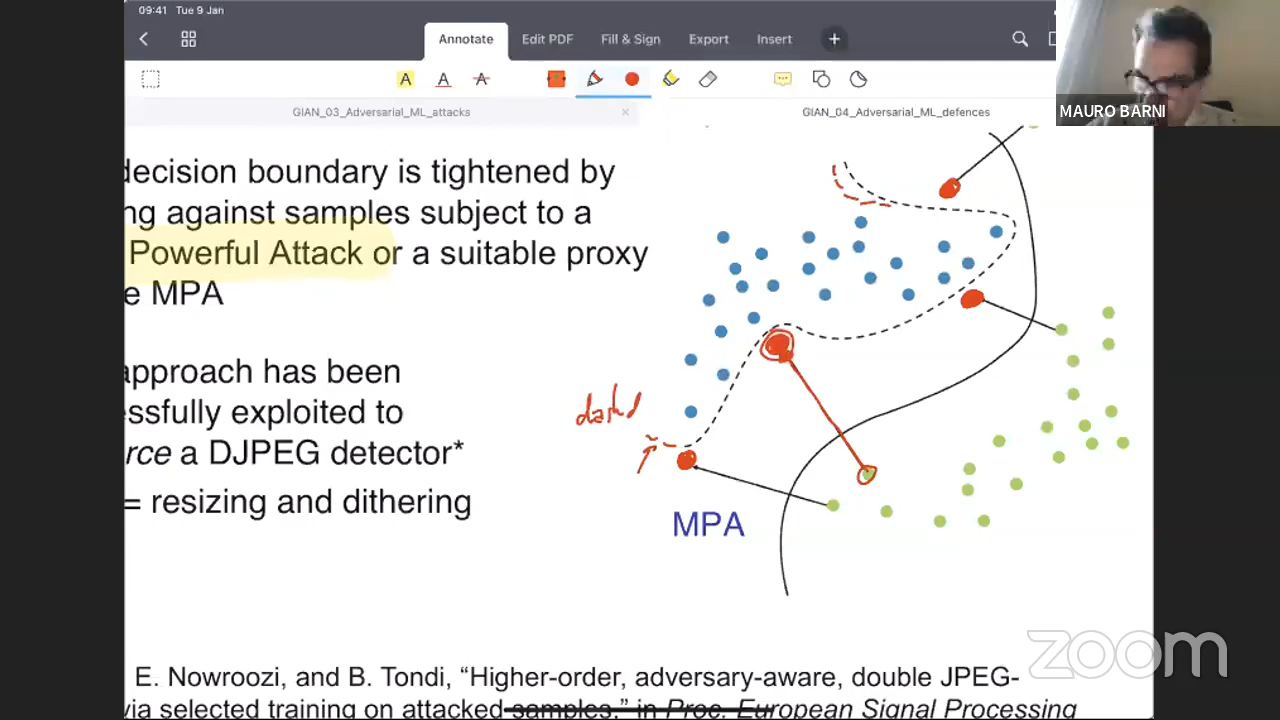 09:41 Tue 9 Jan
Annotate Edit PDF Fill & Sign Export Insert
MAURO BARNI
A A A
GIAN_03_Adversarial_ML_attacks
GIAN_04_Adversarial_ML_defences
decision boundary is tightened by
ng against samples subject to a
Powerful Attack or a suitable proxy
e MPA
approach has been
essfully exploited to
rce a DJPEG detector*
= resizing and dithering
dashd
MPA
zoom
E. Nowroozi, and B. Tondi, “Higher-order, adversary-aware, double JPEG-
via selected training on attacked samples,” in Proc. European Signal Processing